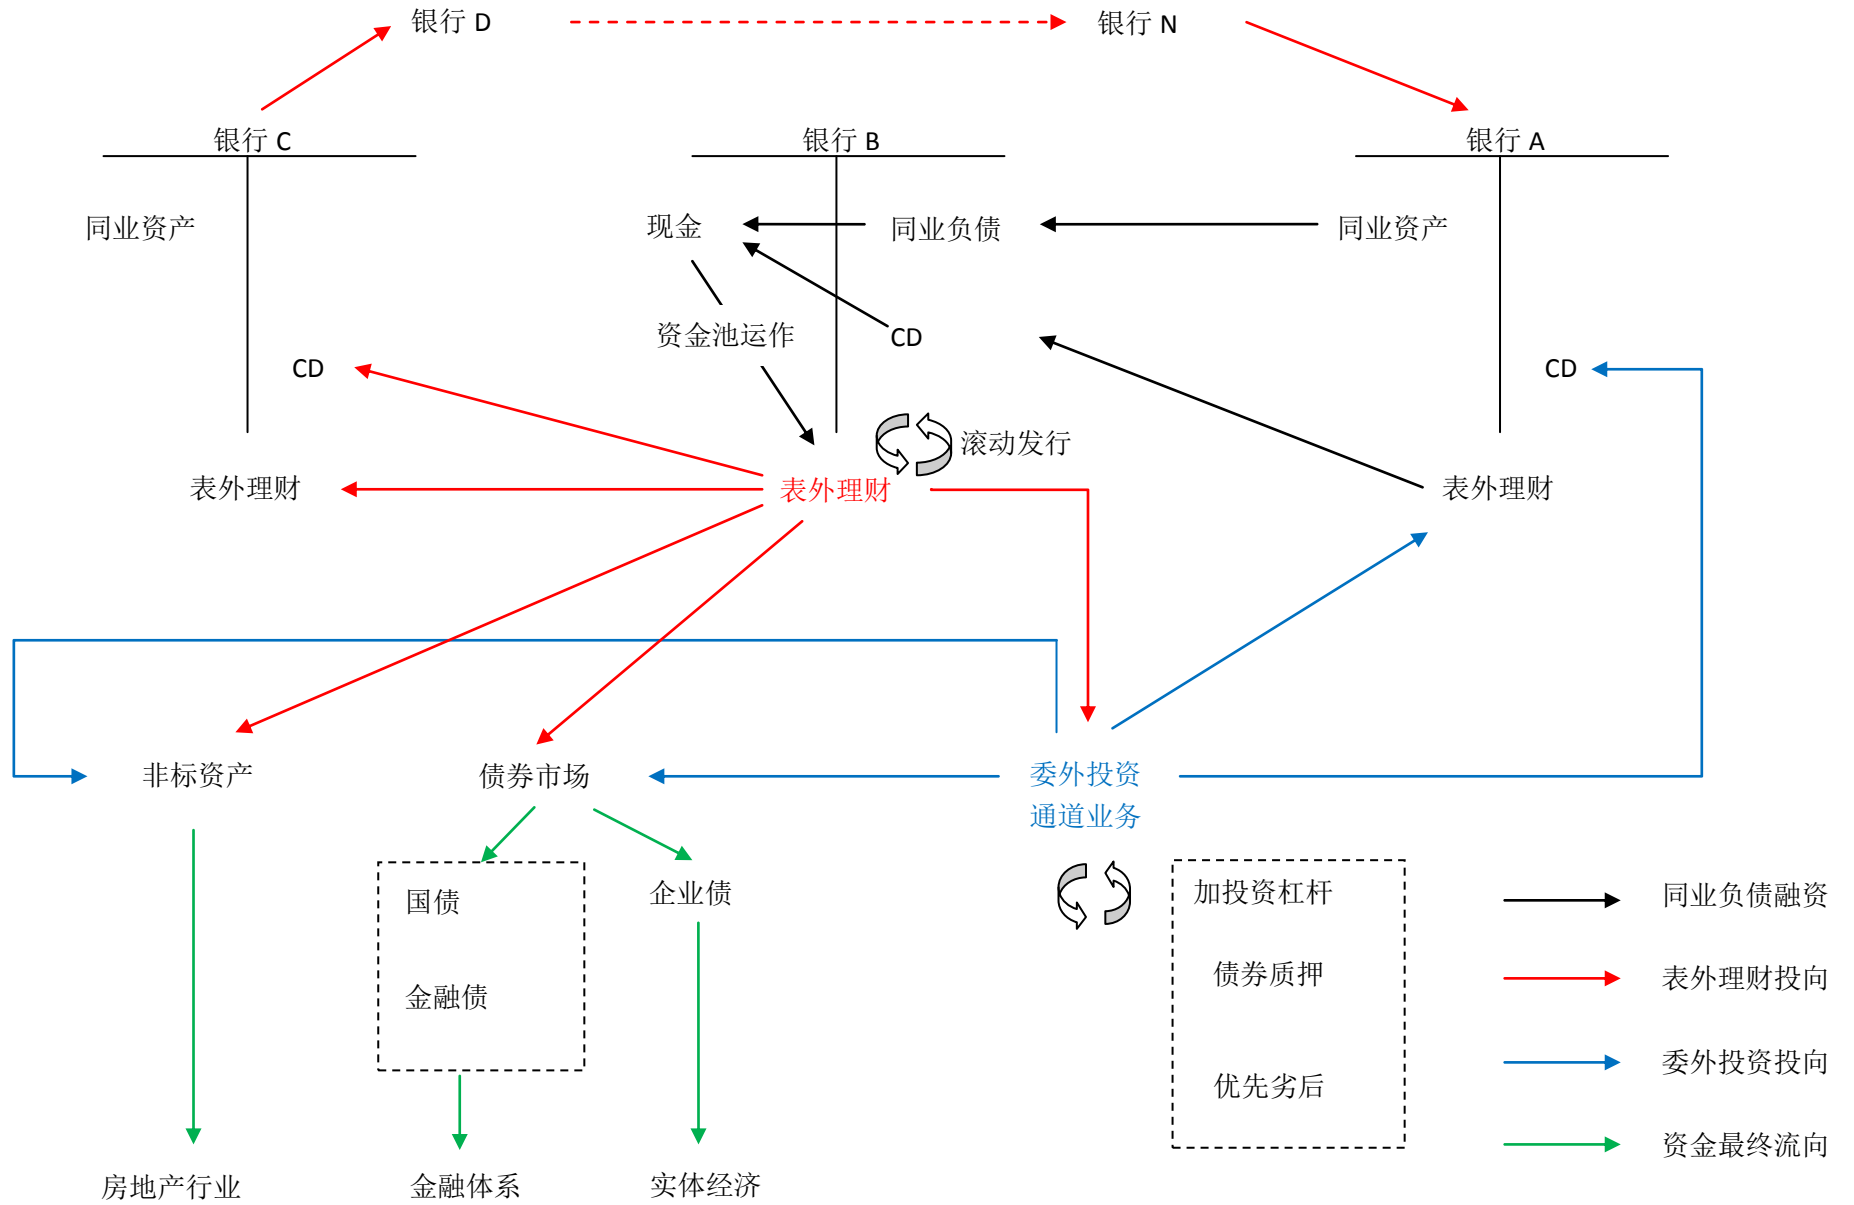 银行 D
银行 N
银行 C
银行 B
银行 A
同业资产
现金
同业负债
同业资产
资金池运作
CD
CD
CD
滚动发行
表外理财
表外理财
表外理财
非标资产
债券市场
委外投资
通道业务
国债
金融债
企业债
加投资杠杆
债券质押
优先劣后
同业负债融资
表外理财投向
委外投资投向
资金最终流向
房地产行业
金融体系
实体经济